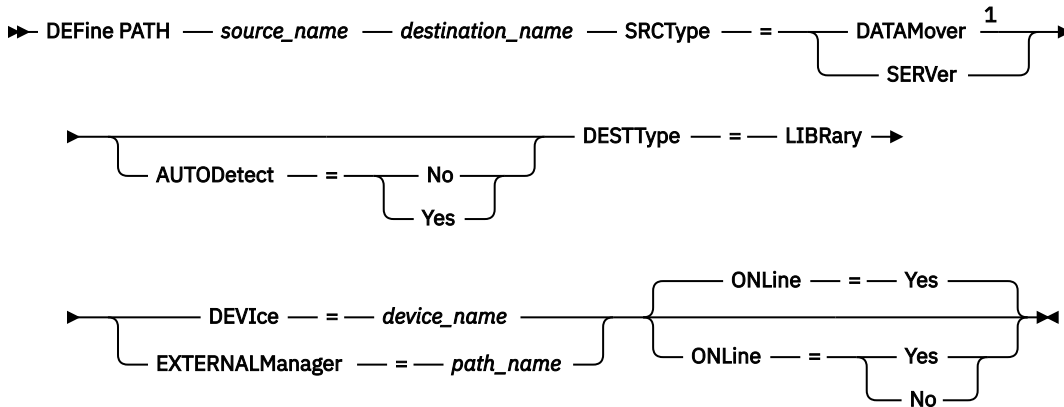 DEFine PATH source_name destination_name SRCType = DATAMover 1
SERVer
AUTODetect = No
Yes
DESTType = LIBRary
DEVIce = device_name
EXTERNALManager = path_name
ONLine = Yes
ONLine = Yes
No